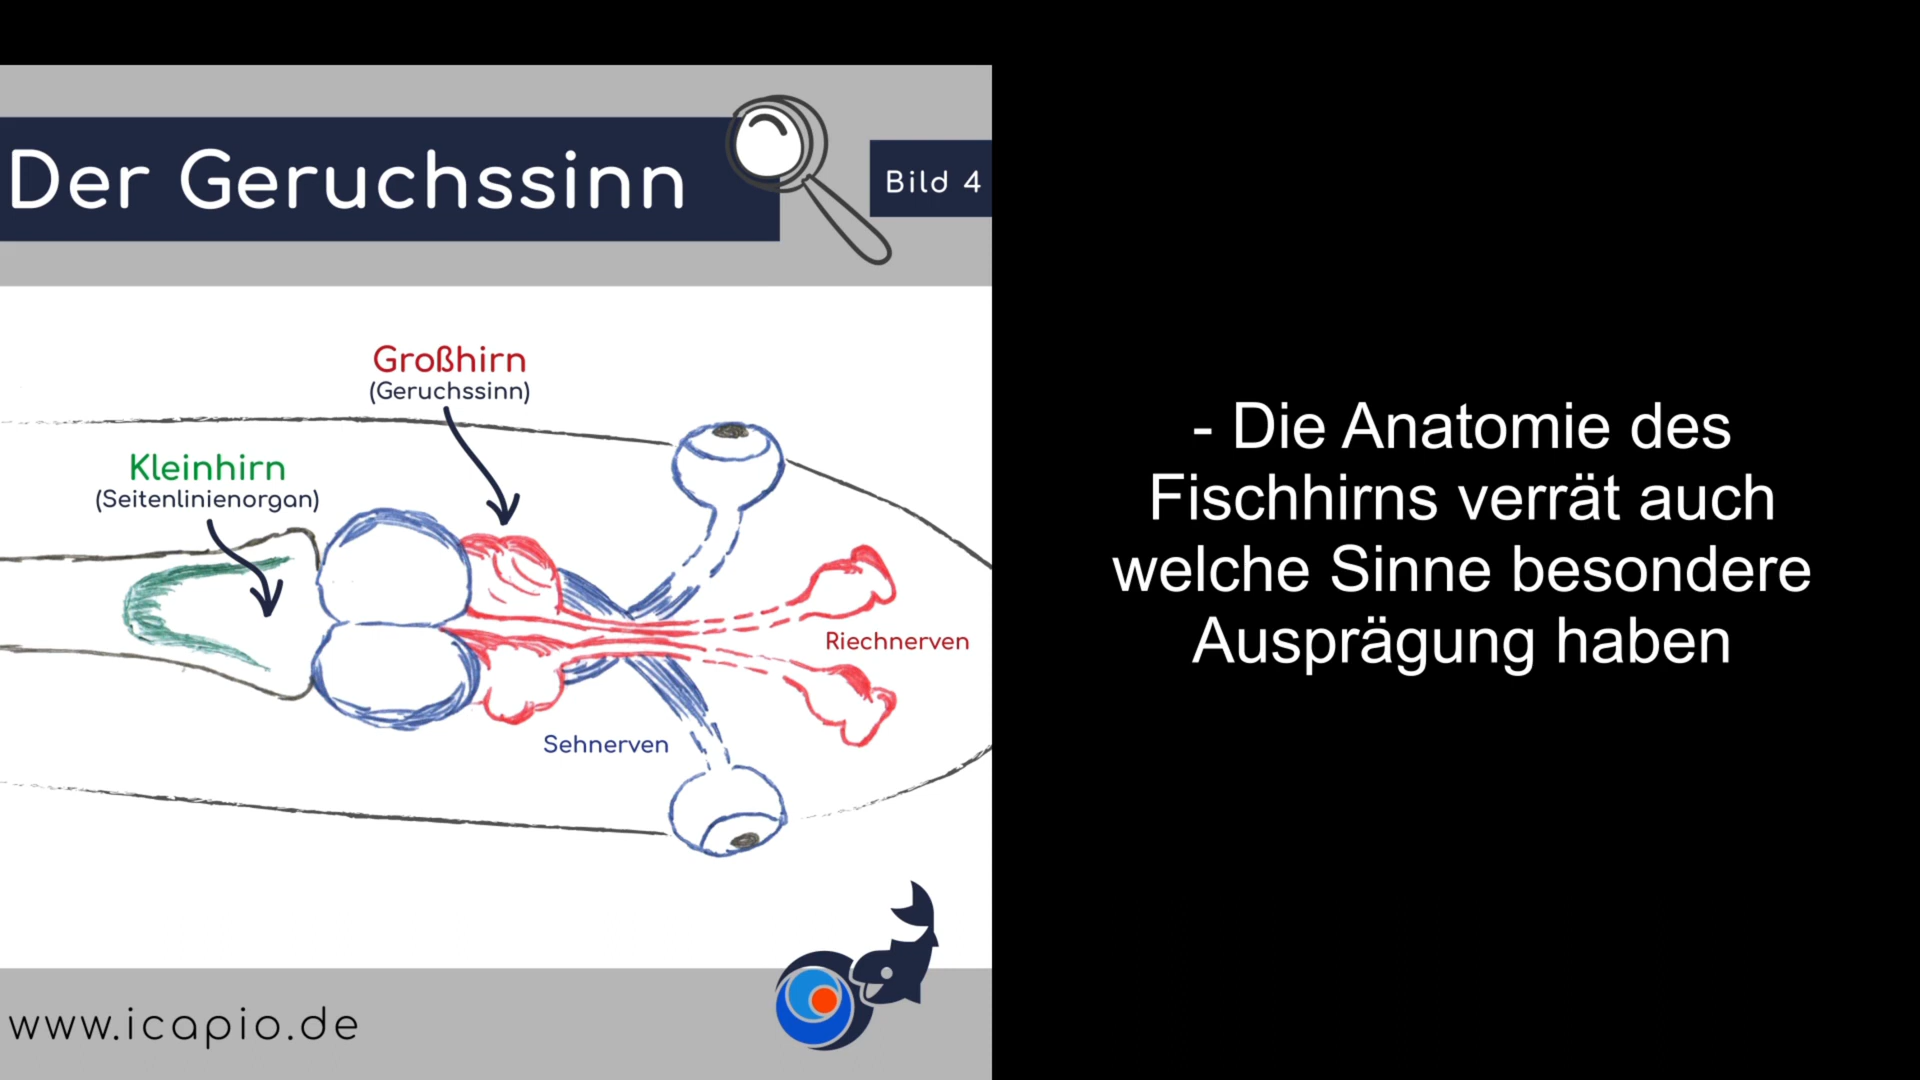 Der Geruchssinn
Bild 4
Großhirn
(Geruchssinn)
Kleinhirn
(Seitenlinienorgan)
Riechnerven
Sehnerven
www.icapio.de
- Die Anatomie des
Fischhirns verrät auch
welche Sinne besondere
Ausprägung haben